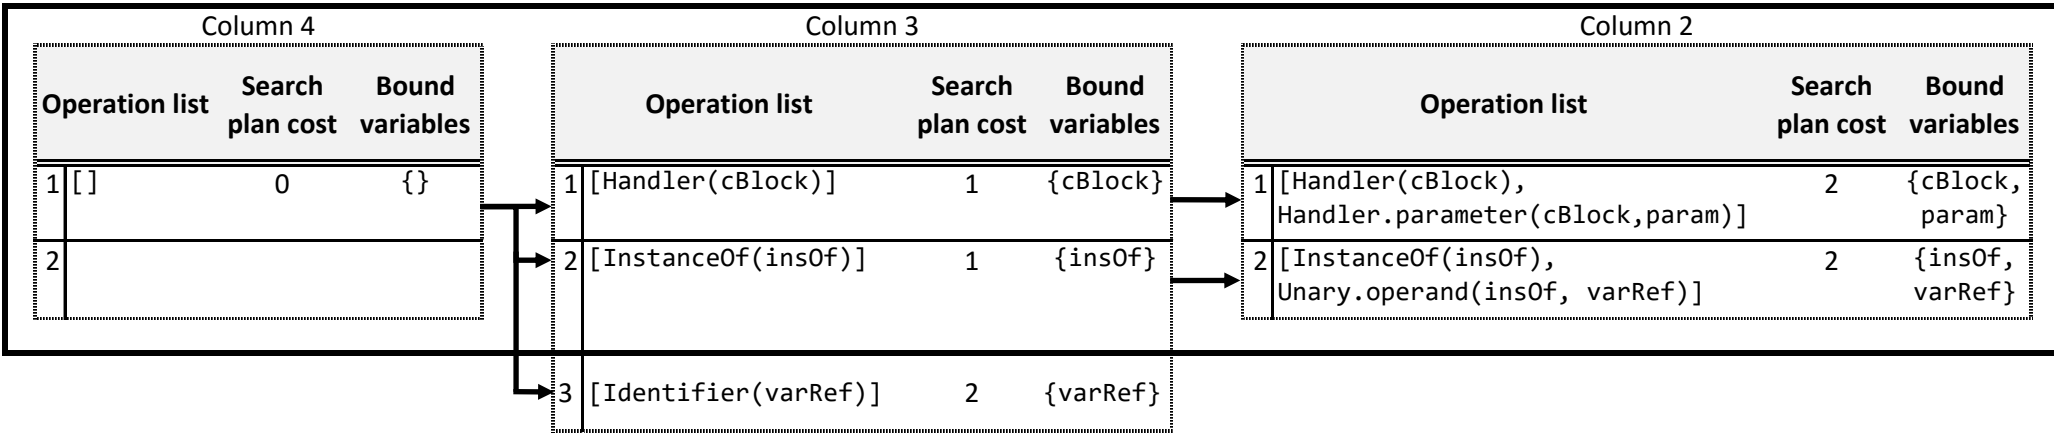 Column 4
Operation list Search plan cost Bound variables
1 [] 0 {}
2
Column 3
Operation list Search plan cost Bound variables
1 [Handler(cBlock)] 1 {cBlock}
2 [InstanceOf(insOf)] 1 {insOf}
3 [Identifier(varRef)] 2 {varRef}
Column 2
Operation list Search plan cost Bound variables
1 [Handler(cBlock), 2 {cBlock,
Handler.parameter(cBlock,param)] param}
2 [InstanceOf(insOf), 2 {insOf,
Unary.operand(insOf, varRef)] varRef}